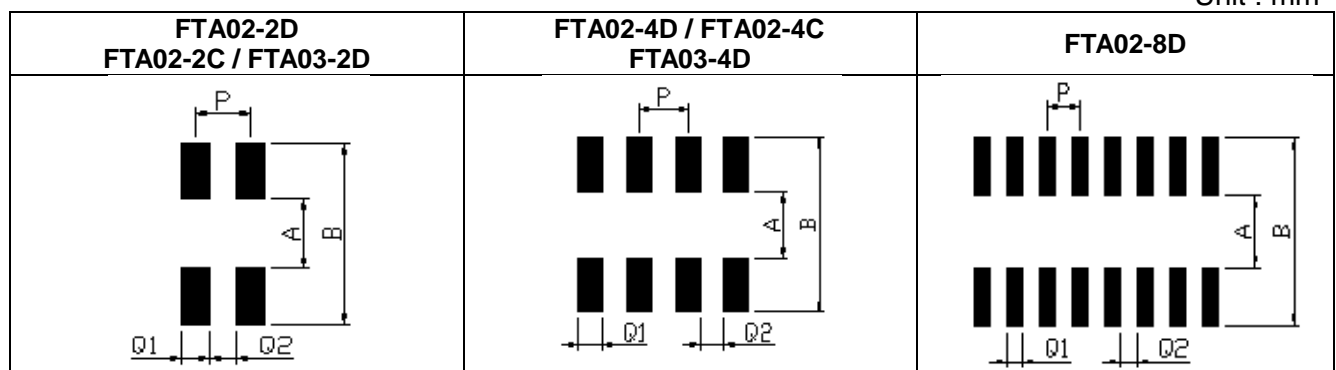 Unit : mm
FTA02-2D
FTA02-2C / FTA03-2D
FTA02-4D / FTA02-4C
FTA03-4D
FTA02-8D
P
A
B
Q1
Q2
P
A
B
Q1
Q2
P
A
B
Q1
Q2